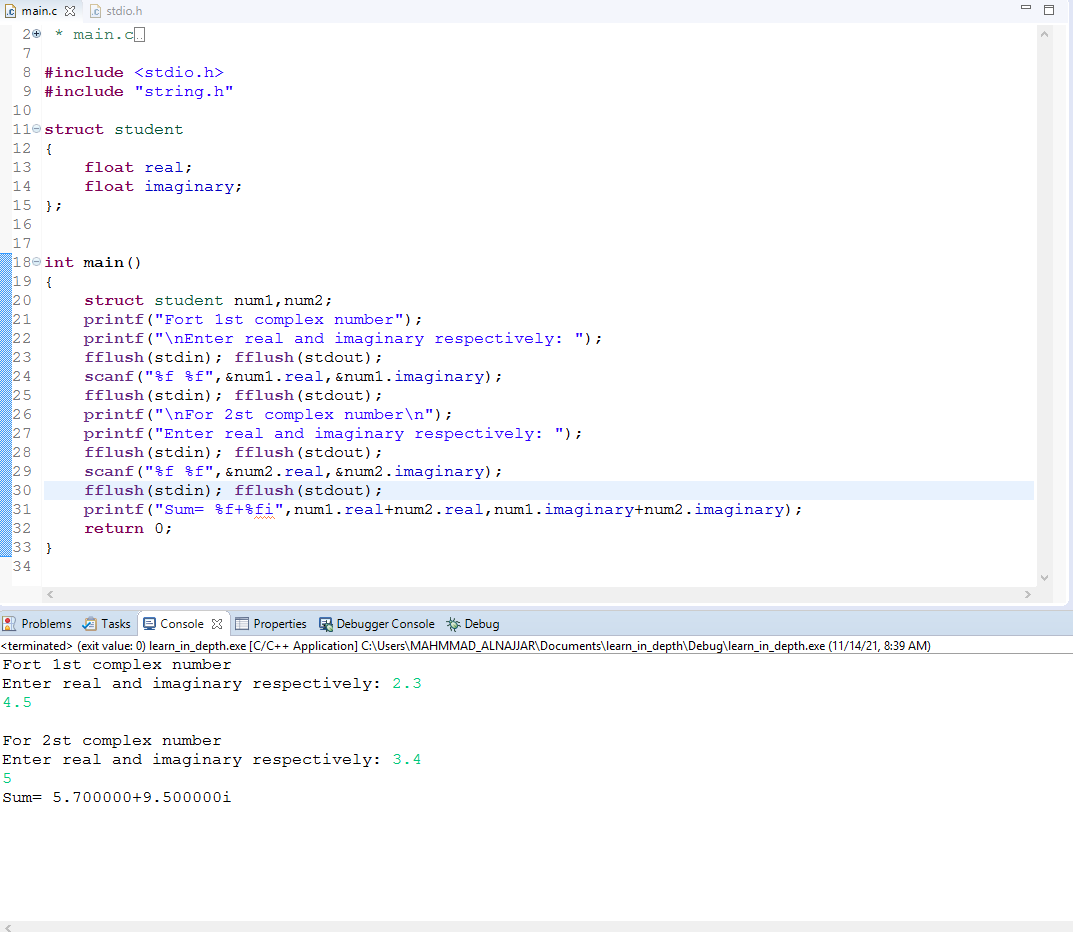 main.c stdio.h
2 * main.c
7
8 #include <stdio.h>
9 #include "string.h"
10
11 struct student
12 {
13 float real;
14 float imaginary;
15 };
16
17
18 int main()
19 {
20 struct student num1,num2;
21 printf("Fort 1st complex number");
22 printf("\nEnter real and imaginary respectively: ");
23 fflush(stdin); fflush(stdout);
24 scanf("%f %f",&num1.real,&num1.imaginary);
25 fflush(stdin); fflush(stdout);
26 printf("\nFor 2st complex number\n");
27 printf("Enter real and imaginary respectively: ");
28 fflush(stdin); fflush(stdout);
29 scanf("%f %f",&num2.real,&num2.imaginary);
30 fflush(stdin); fflush(stdout);
31 printf("Sum= %f+%fi",num1.real+num2.real,num1.imaginary+num2.imaginary);
32 return 0;
33 }
34
Problems Tasks Console Properties Debugger Console Debug
<terminated> (exit value: 0) learn_in_depth.exe [C/C++ Application] C:\Users\MAHMMAD_ALNAJJAR\Documents\learn_in_depth\Debug\learn_in_depth.exe (11/14/21, 8:39 AM)
Fort 1st complex number
Enter real and imaginary respectively: 2.3
4.5
For 2st complex number
Enter real and imaginary respectively: 3.4
5
Sum= 5.700000+9.500000i